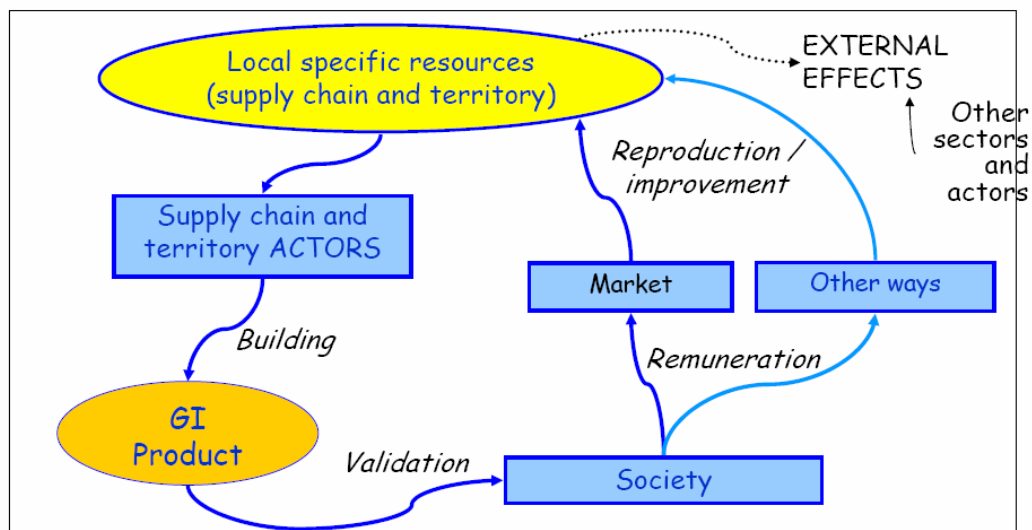 Local specific resources
(supply chain and territory)
EXTERNAL
EFFECTS
Other
sectors
and
actors
Reproduction /
improvement
Supply chain and
territory ACTORS
Market
Other ways
Building
Remuneration
GI
Product
Validation
Society